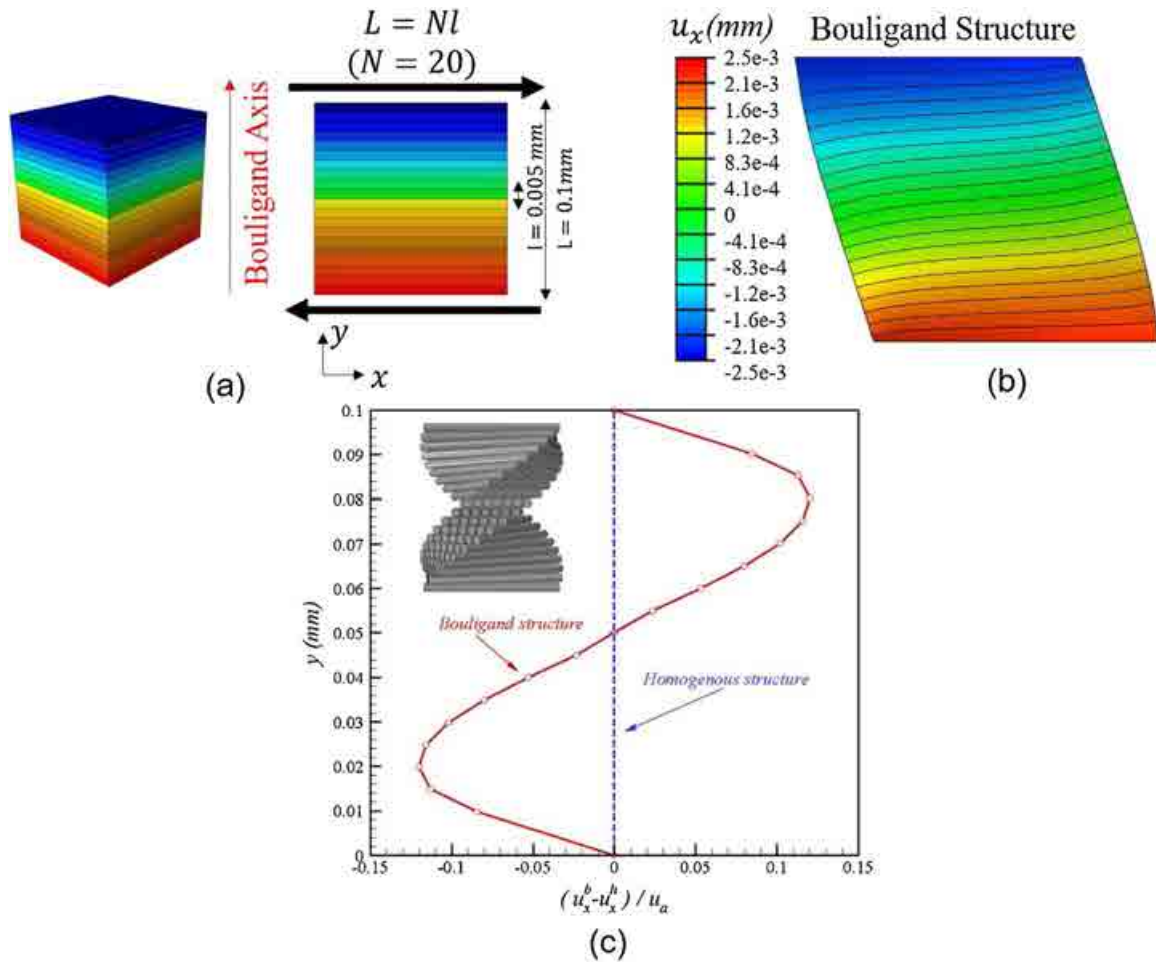 L = Nl
(N = 20)
Bouligand Axis
l = 0.005 mm
L = 0.1mm
y
x
(a)
u_x(mm)
Bouligand Structure
2.5e-3
2.1e-3
1.6e-3
1.2e-3
8.3e-4
4.1e-4
0
-4.1e-4
-8.3e-4
-1.2e-3
-1.6e-3
-2.1e-3
-2.5e-3
(b)
0.1
0.09
0.08
0.07
0.06
0.05
0.04
0.03
0.02
0.01
0
y (mm)
Bouligand structure
Homogenous structure
-0.15
-0.1
-0.05
0
0.05
0.1
0.15
(u_x^b-u_x^h) / u_a
(c)